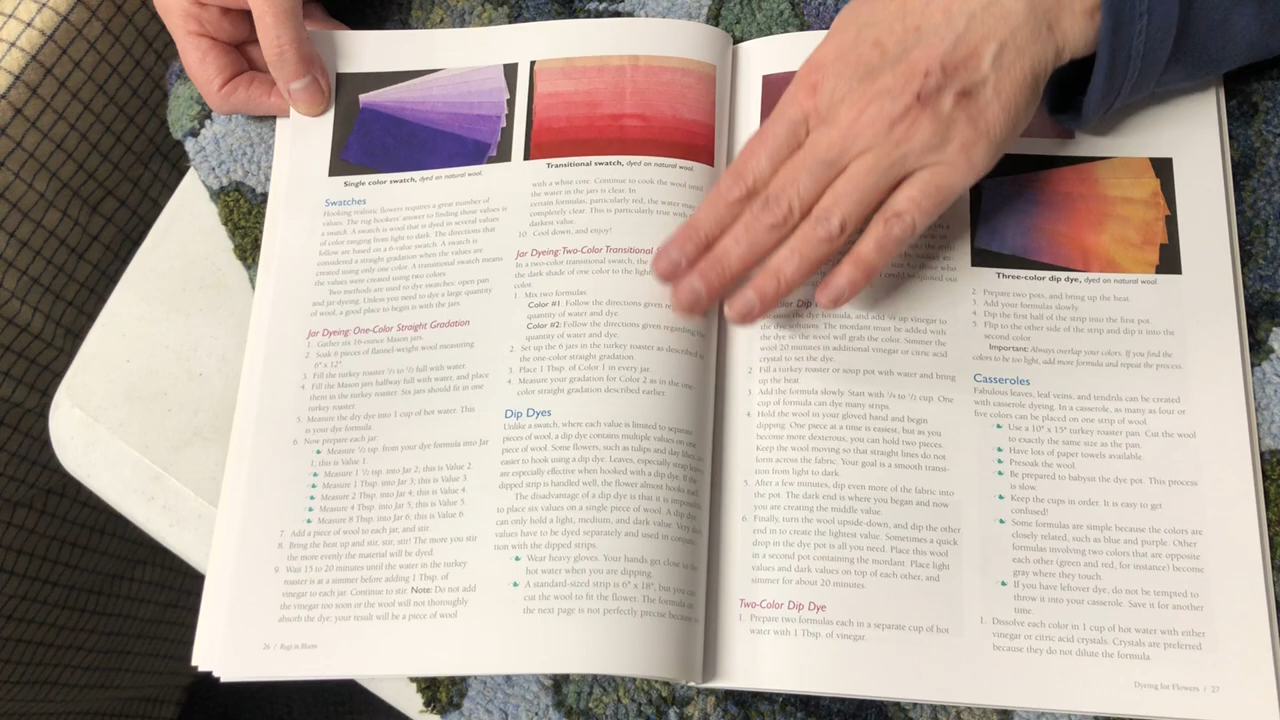 Single color swatch, dyed on natural wool.
Swatches
Hooking realistic flowers requires a great number of
values. The rug hookers' answer to finding those values is
a swatch. A swatch is wool that is dyed in several values
of color ranging from light to dark. The directions that
follow are based on a 6-value swatch. A swatch is
considered a straight gradation when the values are
created using only one color. A transitional swatch means
the values were created using two colors
Two methods are used to dye swatches: open pan
and jar dyeing. Unless you need to dye a large quantity
of wool, a good place to begin is with the jars.
Jar Dyeing: One-Color Straight Gradation
1. Gather six 16-ounce Mason jars.
2. Soak 6 pieces of flannel-weight wool measuring
6" x 12"
3. Fill the turkey roaster 1/3 to 1/2 full with water.
4. Fill the Mason jars halfway full with water, and place
them in the turkey roaster. Six jars should fit in one
turkey roaster.
5. Measure the dry dye into 1 cup of hot water. This
is your dye formula.
6. Now prepare each jar:
Measure 1/2 tsp. from your dye formula into Jar
1; this is Value 1.
Measure 1 1/2 tsp. into Jar 2; this is Value 2.
Measure 1 Tbsp. into Jar 3; this is Value 3.
Measure 2 Tbsp. into Jar 4; this is Value 4.
Measure 4 Tbsp. into Jar 5; this is Value 5.
Measure 8 Tbsp. into Jar 6; this is Value 6.
7. Add a piece of wool to each jar, and stir.
8. Bring the heat up and stir, stir, stir! The more you stir
the more evenly the material will be dyed.
9. Wait 15 to 20 minutes until the water in the turkey
roaster is at a simmer before adding 1 Tbsp. of
vinegar to each jar. Continue to stir. Note: Do not add
the vinegar too soon or the wool will not thoroughly
absorb the dye; your result will be a piece of wool
26 / Rugs in Bloom
Transitional swatch, dyed on natural wool.
with a white core. Continue to cook the wool until
the water in the jars is clear. In
certain formulas, particularly red, the water may
completely clear. This is particularly true with
darkest value.
10. Cool down, and enjoy!
Jar Dyeing: Two-Color Transitional
In a two-color transitional swatch, the
the dark shade of one color to the light
color.
1. Mix two formulas.
Color #1: Follow the directions given
quantity of water and dye.
Color #2: Follow the directions given regarding the
quantity of water and dye.
2. Set up the 6 jars in the turkey roaster as described in
the one-color straight gradation.
3. Place 1 Tbsp. of Color 1 in every jar.
4. Measure your gradation for Color 2 as in the one-
color straight gradation described earlier.
Dip Dyes
Unlike a swatch, where each value is limited to separate
pieces of wool, a dip dye contains multiple values on one
piece of wool. Some flowers, such as tulips and day lilies, are
easier to hook using a dip dye. Leaves, especially strap leaves
are especially effective when hooked with a dip dye. If the
dipped strip is handled well, the flower almost hooks itself.
The disadvantage of a dip dye is that it is impossible
to place six values on a single piece of wool. A dip dye
can only hold a light, medium, and dark value. Very dark
values have to be dyed separately and used in conjunc-
tion with the dipped strips.
Wear heavy gloves. Your hands get close to the
hot water when you are dipping.
A standard-sized strip is 6" x 18", but you can
cut the wool to fit the flower. The formula on
the next page is not perfectly precise because
the dye formula, and add 1/4 up vinegar to
the dye solution. The mordant must be added with
the dye so the wool will grab the color. Simmer the
wool 20 minutes in additional vinegar or citric acid
crystal to set the dye.
2. Fill a turkey roaster or soup pot with water and bring
up the heat.
3. Add the formula slowly. Start with 1/4 to 1/2 cup. One
cup of formula can dye many strips.
4. Hold the wool in your gloved hand and begin
dipping. One piece at a time is easiest, but as you
become more dexterous, you can hold two pieces.
Keep the wool moving so that straight lines do not
form across the fabric. Your goal is a smooth transi-
tion from light to dark.
5. After a few minutes, dip even more of the fabric into
the pot. The dark end is where you began and now
you are creating the middle value.
6. Finally, turn the wool upside-down, and dip the other
end in to create the lightest value. Sometimes a quick
drop in the dye pot is all you need. Place this wool
in a second pot containing the mordant. Place light
values and dark values on top of each other, and
simmer for about 20 minutes.
Two-Color Dip Dye
1. Prepare two formulas each in a separate cup of hot
water with 1 Tbsp. of vinegar.
Three-color dip dye, dyed on natural wool.
2. Prepare two pots, and bring up the heat.
3. Add your formulas slowly.
4. Dip the first half of the strip into the first pot.
5. Flip to the other side of the strip and dip it into the
second color.
Important: Always overlap your colors. If you find the
colors to be too light, add more formula and repeat the process.
Casseroles
Fabulous leaves, leaf veins, and tendrils can be created
with casserole dyeing. In a casserole, as many as four or
five colors can be placed on one strip of wool.
Use a 10" x 15" turkey roaster pan. Cut the wool
to exactly the same size as the pan.
Have lots of paper towels available.
Presoak the wool.
Be prepared to babysit the dye pot. This process
is slow.
Keep the cups in order. It is easy to get
confused!
Some formulas are simple because the colors are
closely related, such as blue and purple. Other
formulas involving two colors that are opposite
each other (green and red, for instance) become
gray where they touch.
If you have leftover dye, do not be tempted to
throw it into your casserole. Save it for another
time.
1. Dissolve each color in 1 cup of hot water with either
vinegar or citric acid crystals. Crystals are preferred
because they do not dilute the formula.
Dyeing for Flowers / 27